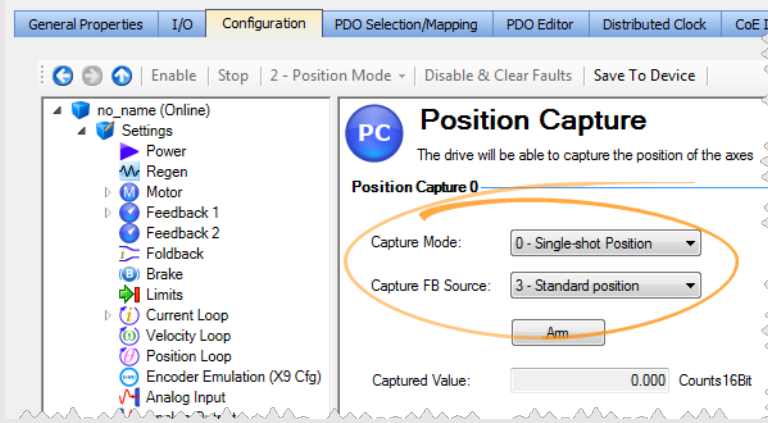 General Properties I/O Configuration PDO Selection/Mapping PDO Editor Distributed Clock CoE
Enable Stop 2 - Position Mode Disable & Clear Faults Save To Device
no_name (Online)
Settings
Power
Regen
Motor
Feedback 1
Feedback 2
Foldback
Brake
Limits
Current Loop
Velocity Loop
Position Loop
Encoder Emulation (X9 Cfg)
Analog Input
PC
Position Capture
The drive will be able to capture the position of the axes
Position Capture 0
Capture Mode: 0 - Single-shot Position
Capture FB Source: 3 - Standard position
Arm
Captured Value: 0.000 Counts16Bit